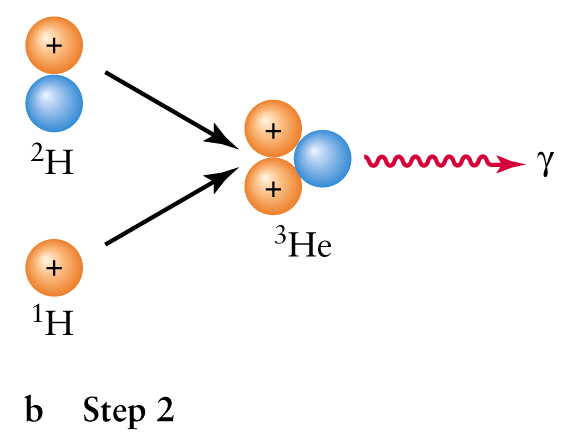 +
²H
+
+
³He
γ
+
¹H
b Step 2